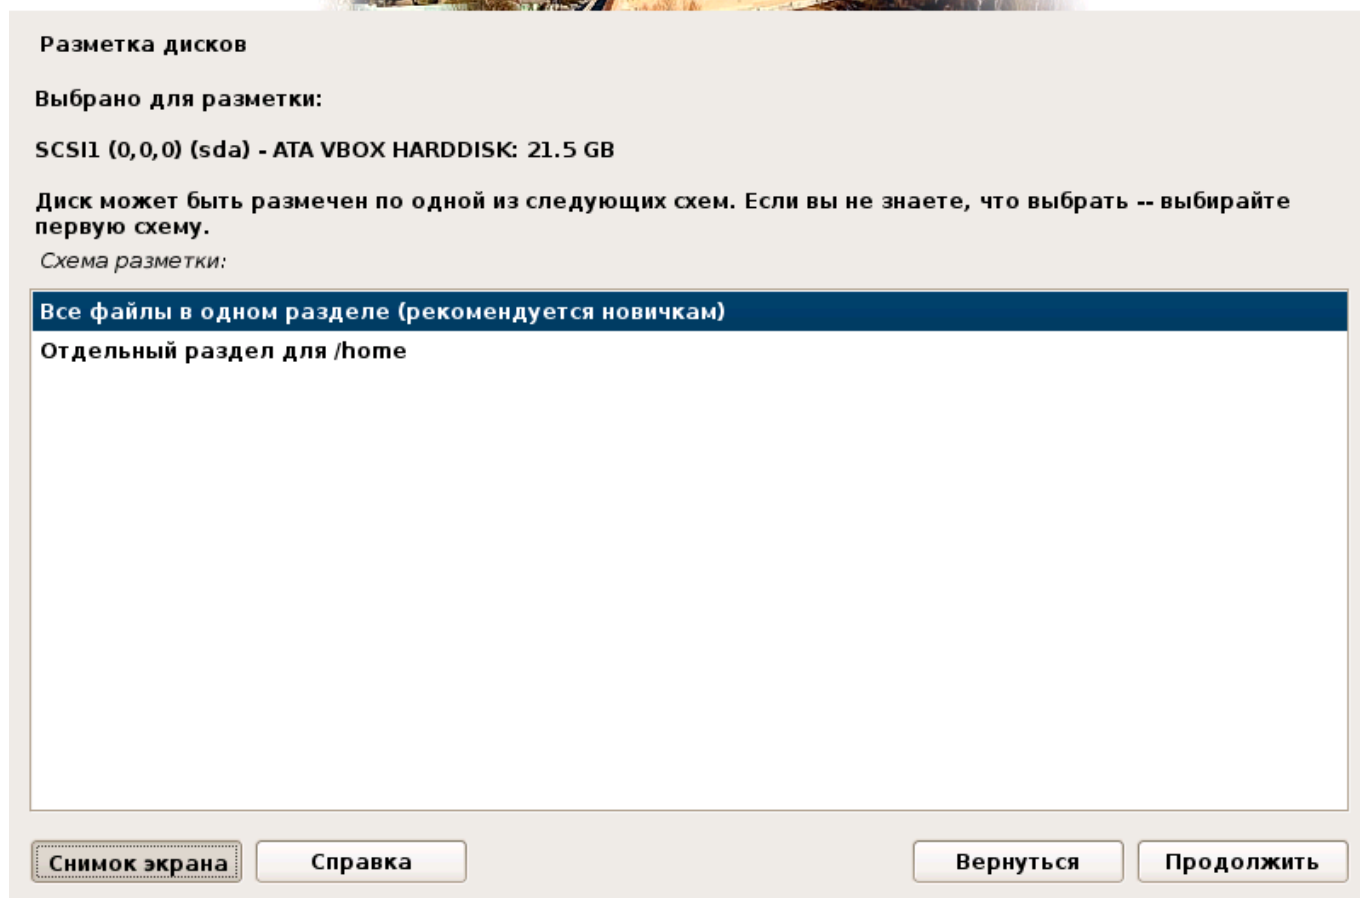 Разметка дисков
Выбрано для разметки:
SCSI1 (0,0,0) (sda) - ATA VBOX HARDDISK: 21.5 GB
Диск может быть размечен по одной из следующих схем. Если вы не знаете, что выбрать -- выбирайте
первую схему.
Схема разметки:
Все файлы в одном разделе (рекомендуется новичкам)
Отдельный раздел для /home
Снимок экрана
Справка
Вернуться
Продолжить